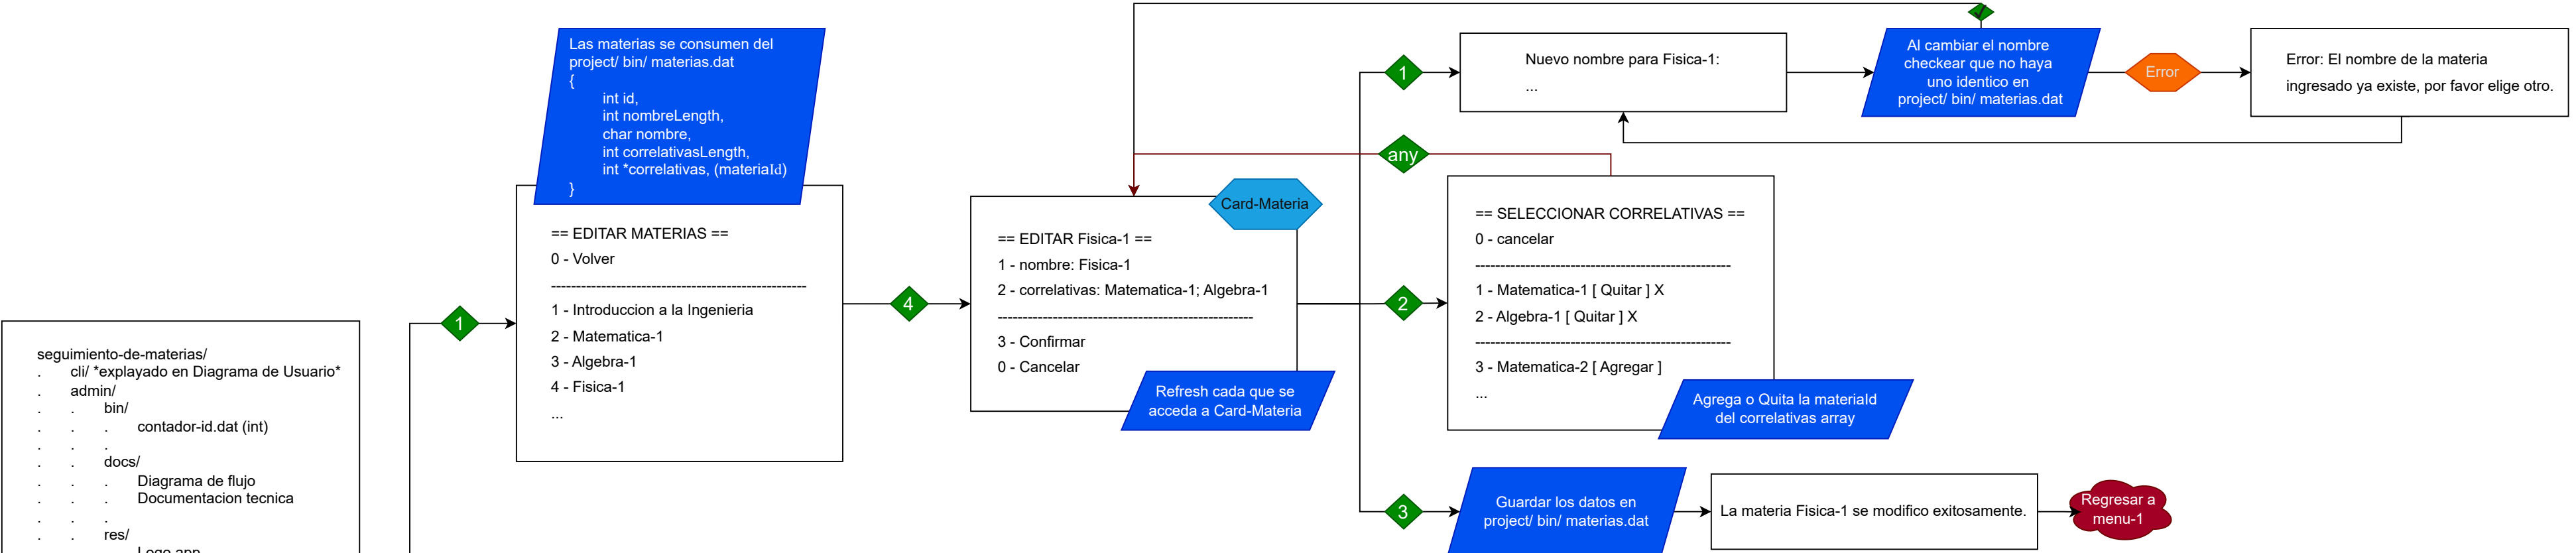 Las materias se consumen del
project/ bin/ materias.dat
{
int id,
int nombreLength,
char nombre,
int correlativasLength,
int *correlativas, (materiaId)
}
== EDITAR MATERIAS ==
0 - Volver
---------------------------------------------------
1 - Introduccion a la Ingenieria
2 - Matematica-1
3 - Algebra-1
4 - Fisica-1
...
1
seguimiento-de-materias/
. cli/ *explayado en Diagrama de Usuario*
. admin/
. . bin/
. . . contador-id.dat (int)
. . .
. . docs/
. . . Diagrama de flujo
. . . Documentacion tecnica
. . .
. . res/
Logo app
4
Card-Materia
== EDITAR Fisica-1 ==
1 - nombre: Fisica-1
2 - correlativas: Matematica-1; Algebra-1
---------------------------------------------------
3 - Confirmar
0 - Cancelar
Refresh cada que se
acceda a Card-Materia
1
Nuevo nombre para Fisica-1:
...
Al cambiar el nombre
checkear que no haya
uno identico en
project/ bin/ materias.dat
Error
Error: El nombre de la materia
ingresado ya existe, por favor elige otro.
any
2
== SELECCIONAR CORRELATIVAS ==
0 - cancelar
---------------------------------------------------
1 - Matematica-1 [ Quitar ] X
2 - Algebra-1 [ Quitar ] X
---------------------------------------------------
3 - Matematica-2 [ Agregar ]
...
Agrega o Quita la materiaId
del correlativas array
3
Guardar los datos en
project/ bin/ materias.dat
La materia Fisica-1 se modifico exitosamente.
Regresar a
menu-1